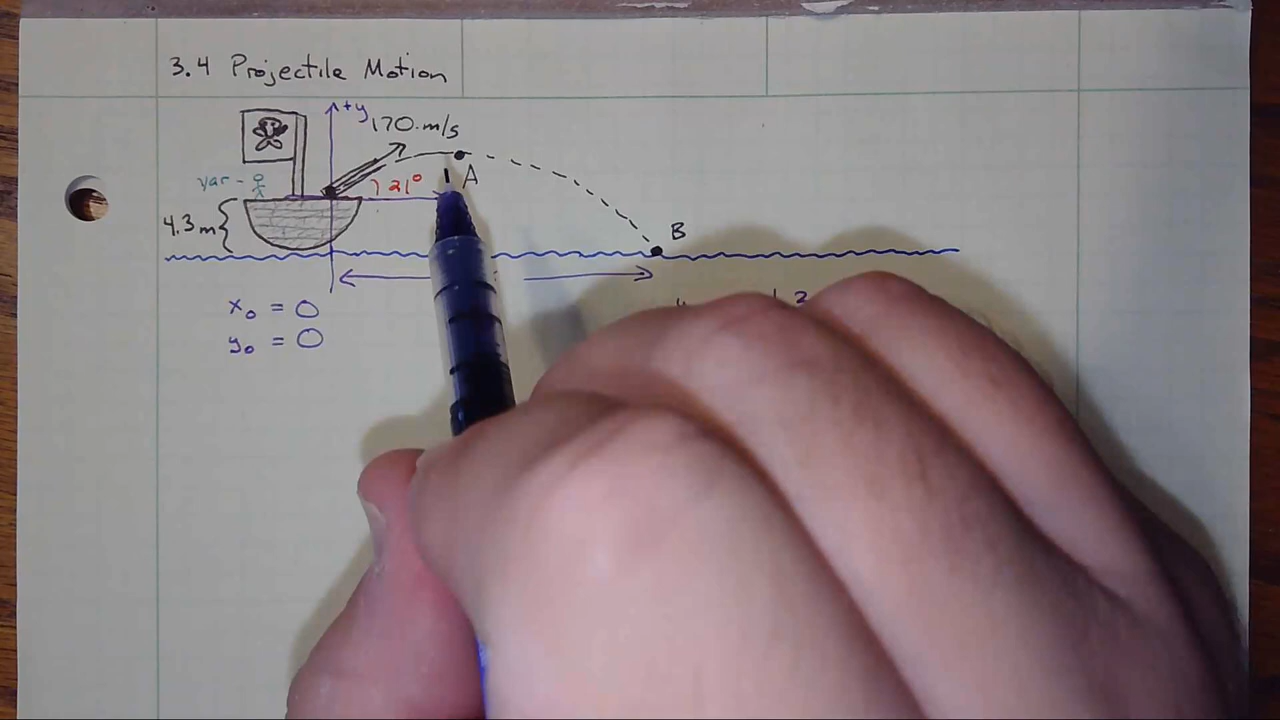 3.4 Projectile Motion
+y
170 m/s
yar -
21°
A
4.3 m
B
x₀ = 0
y₀ = 0